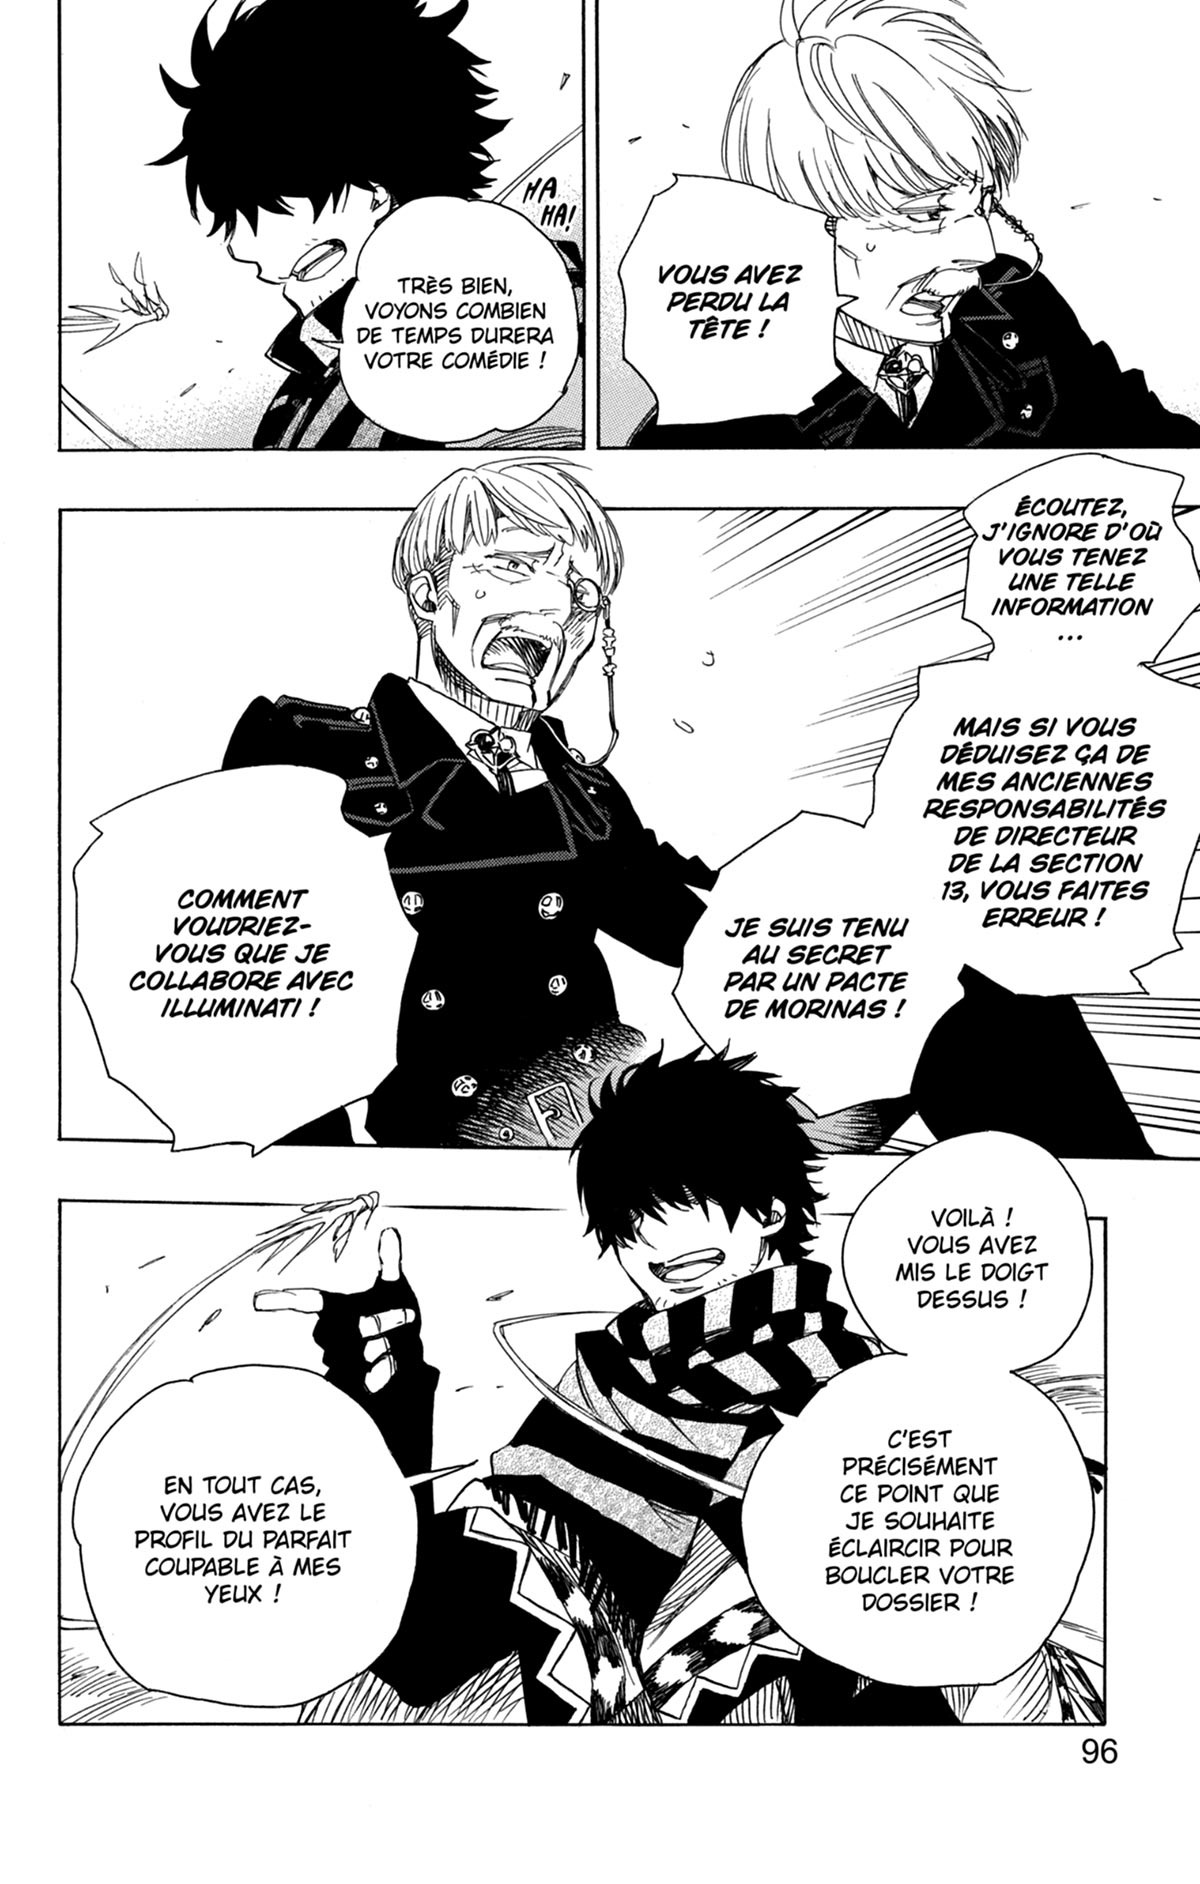 VOUS AVEZ
PERDU LA
TÊTE !
HA
HA!
TRÈS BIEN,
VOYONS COMBIEN
DE TEMPS DURERA
VOTRE COMÉDIE !
ÉCOUTEZ,
J'IGNORE D'OÙ
VOUS TENEZ
UNE TELLE
INFORMATION
...
MAIS SI VOUS
DÉDUISEZ ÇA DE
MES ANCIENNES
RESPONSABILITÉS
DE DIRECTEUR
DE LA SECTION
13, VOUS FAITES
ERREUR !
JE SUIS TENU
AU SECRET
PAR UN PACTE
DE MORINAS !
COMMENT
VOUDRIEZ-
VOUS QUE JE
COLLABORE AVEC
ILLUMINATI !
VOILÀ !
VOUS AVEZ
MIS LE DOIGT
DESSUS !
C'EST
PRÉCISÉMENT
CE POINT QUE
JE SOUHAITE
ÉCLAIRCIR POUR
BOUCLER VOTRE
DOSSIER !
EN TOUT CAS,
VOUS AVEZ LE
PROFIL DU PARFAIT
COUPABLE À MES
YEUX !
96